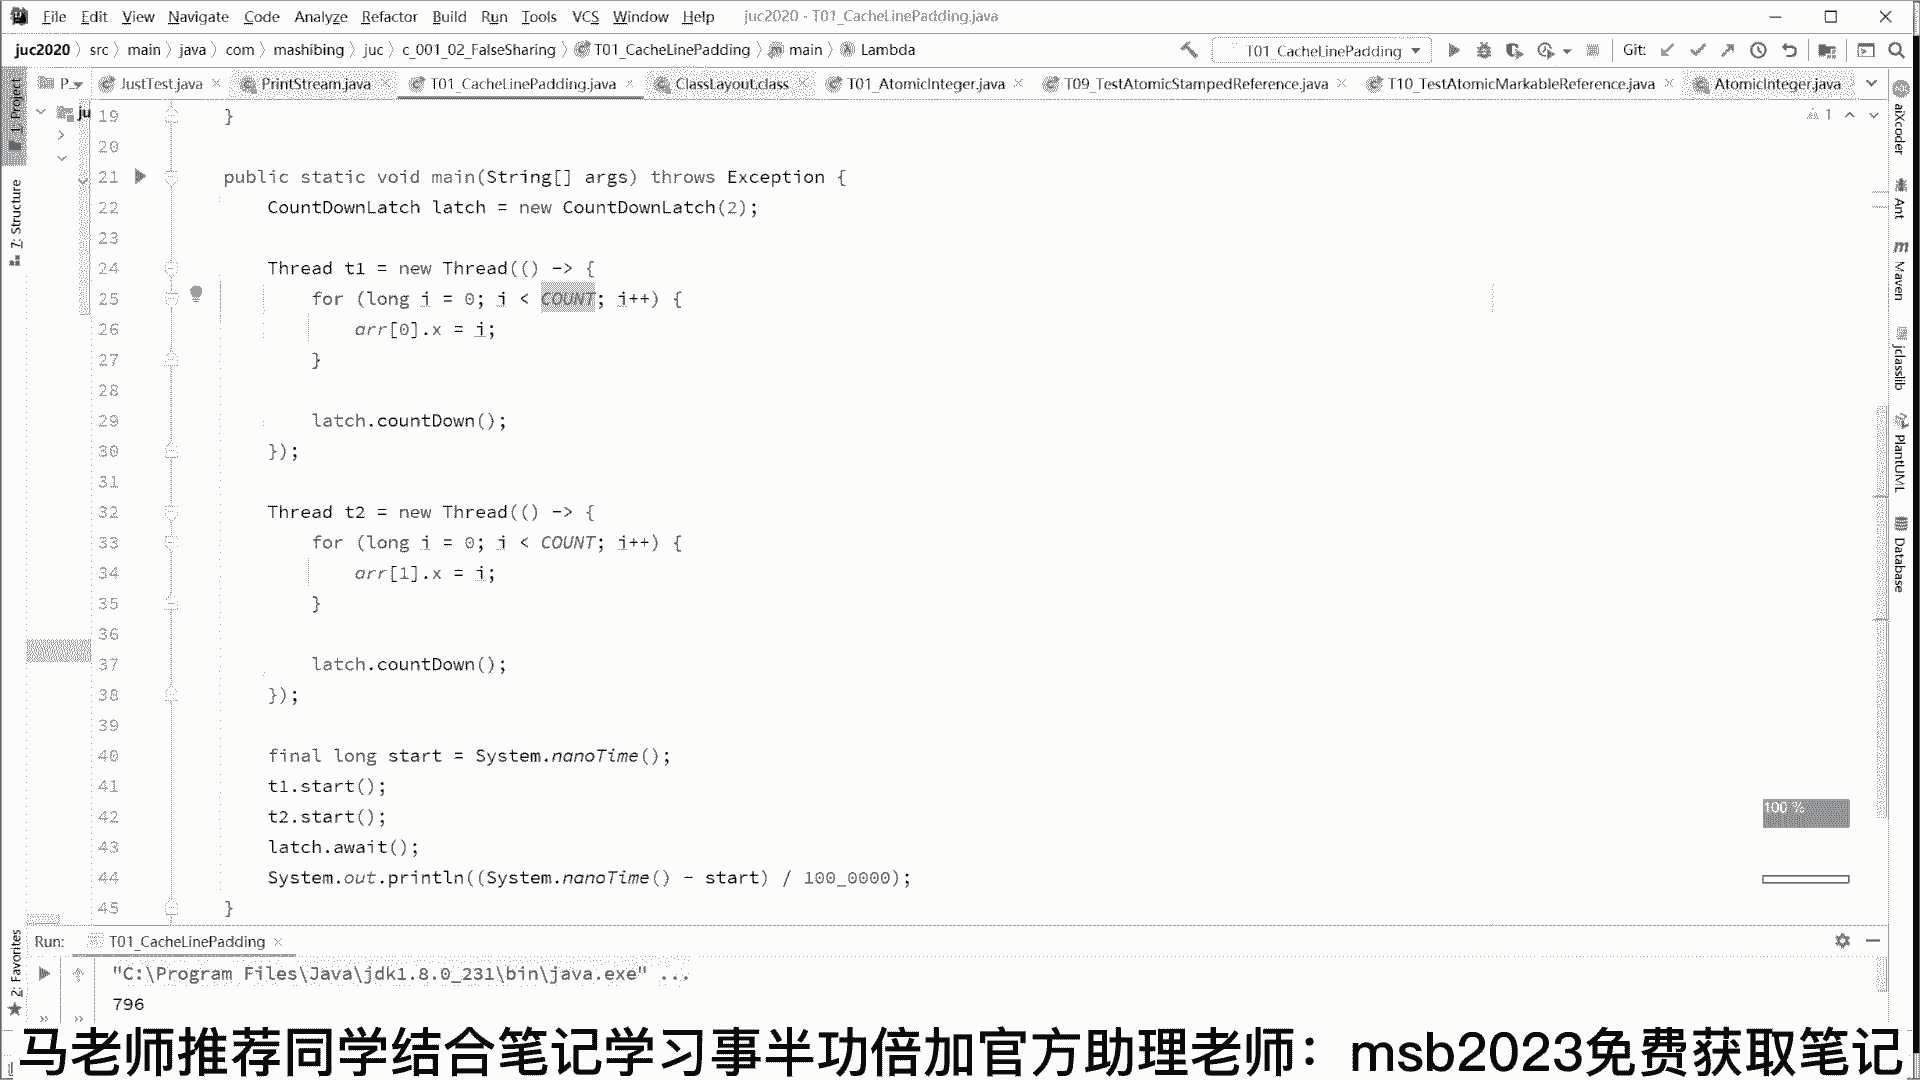 File Edit View Navigate Code Analyze Refactor Build Run Tools VCS Window Help juc2020 - T01_CacheLinePadding.java
juc2020 src main java com mashibing juc c_001_02_FalseSharing T01_CacheLinePadding main Lambda T01_CacheLinePadding Git:
P... JustTest.java PrintStream.java T01_CacheLinePadding.java ClassLayout.class T01_AtomicInteger.java T09_TestAtomicStampedReference.java T10_TestAtomicMarkableReference.java AtomicInteger.java
1: Project
7: Structure
2: Favorites
ju
19 }
1
20
21 public static void main(String[] args) throws Exception {
22 CountDownLatch latch = new CountDownLatch(2);
23
24 Thread t1 = new Thread(() -> {
25 for (long i = 0; i < COUNT; i++) {
26 arr[0].x = i;
27 }
28
29 latch.countDown();
30 });
31
32 Thread t2 = new Thread(() -> {
33 for (long i = 0; i < COUNT; i++) {
34 arr[1].x = i;
35 }
36
37 latch.countDown();
38 });
39
40 final long start = System.nanoTime();
41 t1.start();
42 t2.start();
43 latch.await();
44 System.out.println((System.nanoTime() - start) / 100_0000);
45 }
100 %
aiXcoder
Ant
Maven
jclasslib
PlantUML
Database
Run: T01_CacheLinePadding
"C:\Program Files\Java\jdk1.8.0_231\bin\java.exe" ...
796
马老师推荐同学结合笔记学习事半功倍加官方助理老师：msb2023免费获取笔记